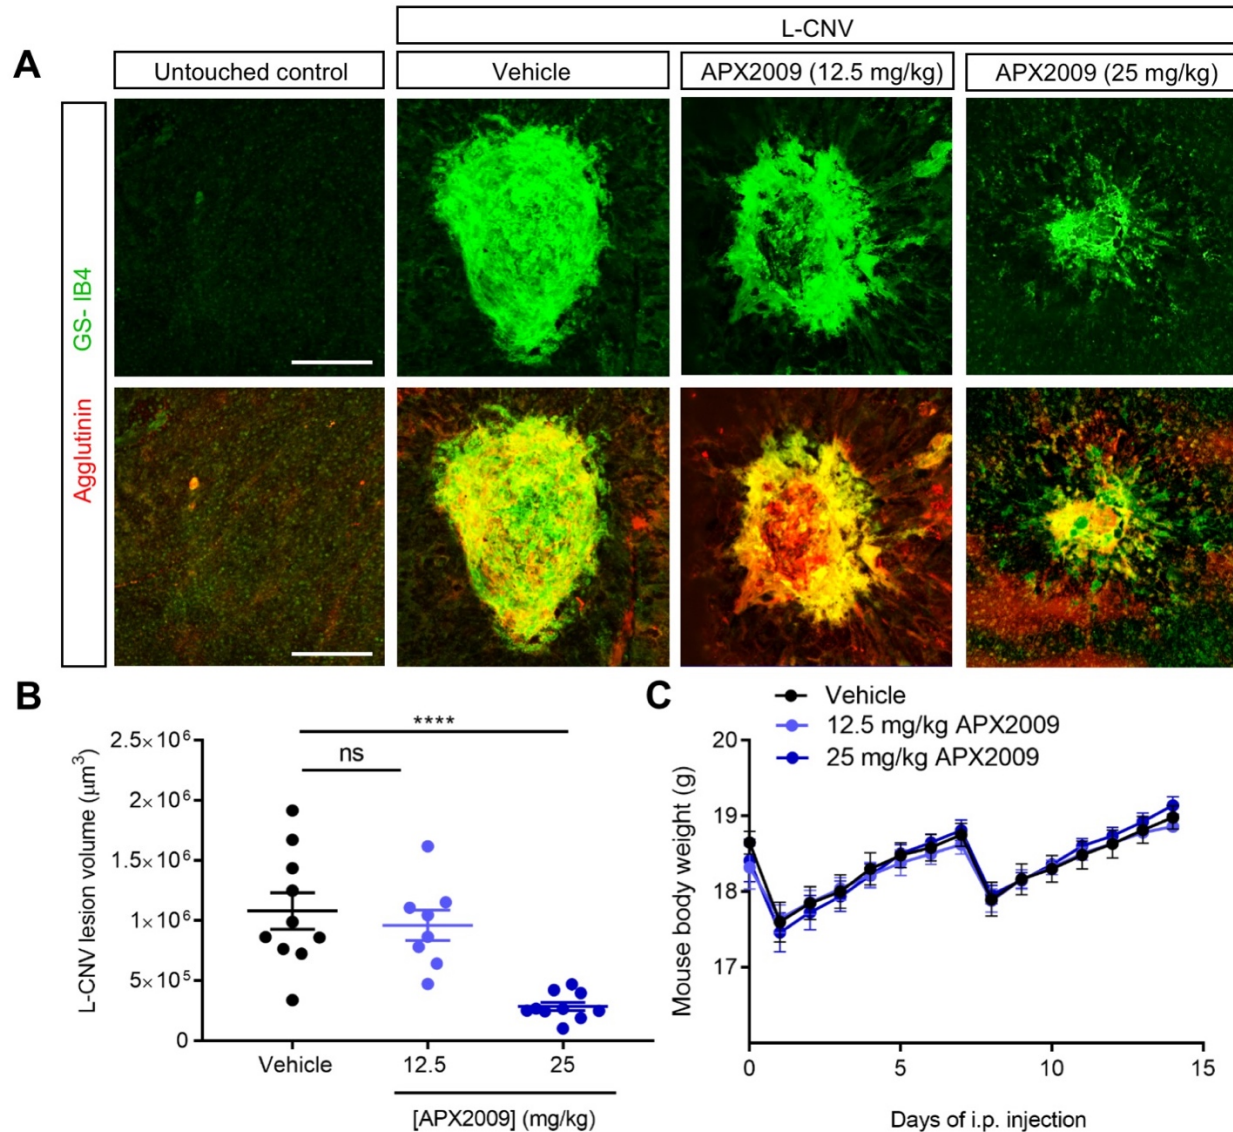 L-CNV
A
Untouched control
Vehicle
APX2009 (12.5 mg/kg)
APX2009 (25 mg/kg)
GS- IB4
Agglutinin
B
****
ns
L-CNV lesion volume (µm³)
2.5×10⁶
2×10⁶
1.5×10⁶
1×10⁶
5×10⁵
0
Vehicle
12.5
25
[APX2009] (mg/kg)
C
Vehicle
12.5 mg/kg APX2009
25 mg/kg APX2009
Mouse body weight (g)
20
19
18
17
0
5
10
15
Days of i.p. injection